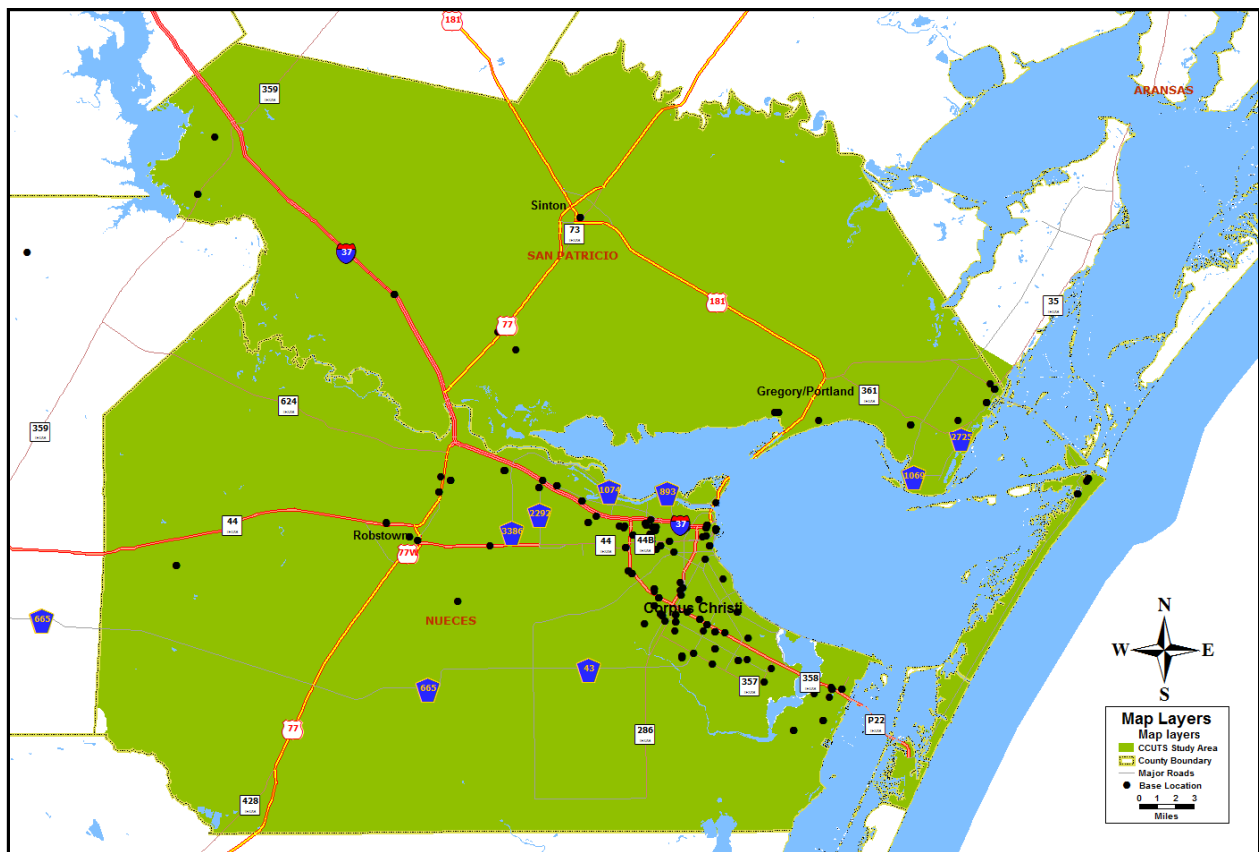 181
ARANSAS
359
Sinton
73
SAN PATRICIO
37
181
35
77
Gregory/Portland
361
624
359
2725
1069
1074
893
2292
44
3386
37
Robstown
44
44B
77W
Corpus Christi
665
NUECES
43
665
357
358
77
286
P22
428
N
W
E
S
Map Layers
Map layers
CCUTS Study Area
County Boundary
Major Roads
Base Location
0 1 2 3
Miles